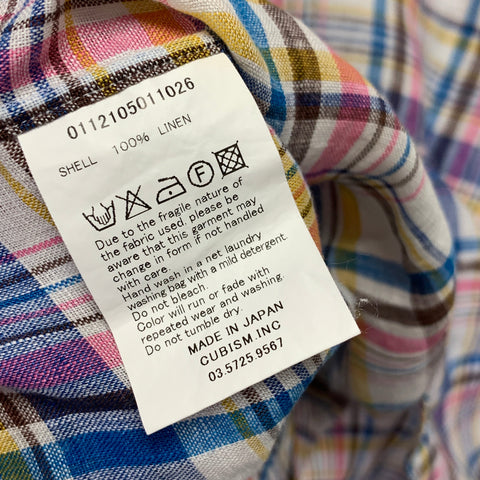 0112105011026
SHELL 100% LINEN
Due to the fragile nature of
the fabric used, please be
aware that this garment may
change in form if not handled
with care.
Hand wash in a net laundry
washing bag with a mild detergent.
Do not bleach.
Color will run or fade with
repeated wear and washing.
Do not tumble dry.
MADE IN JAPAN
CUBISM.INC
03.5725.9567